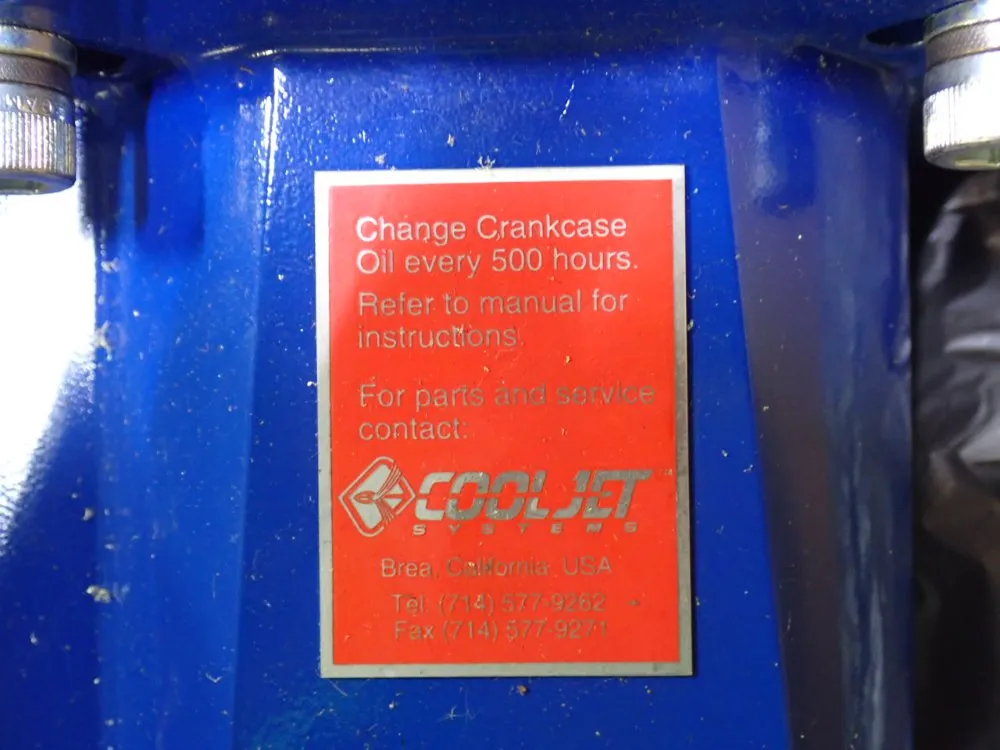 Change Crankcase
Oil every 500 hours.
Refer to manual for
instructions.
For parts and service
contact:
COOLJET
SYSTEMS
Brea, California USA
Tel: (714) 577-9262
Fax (714) 577-9271